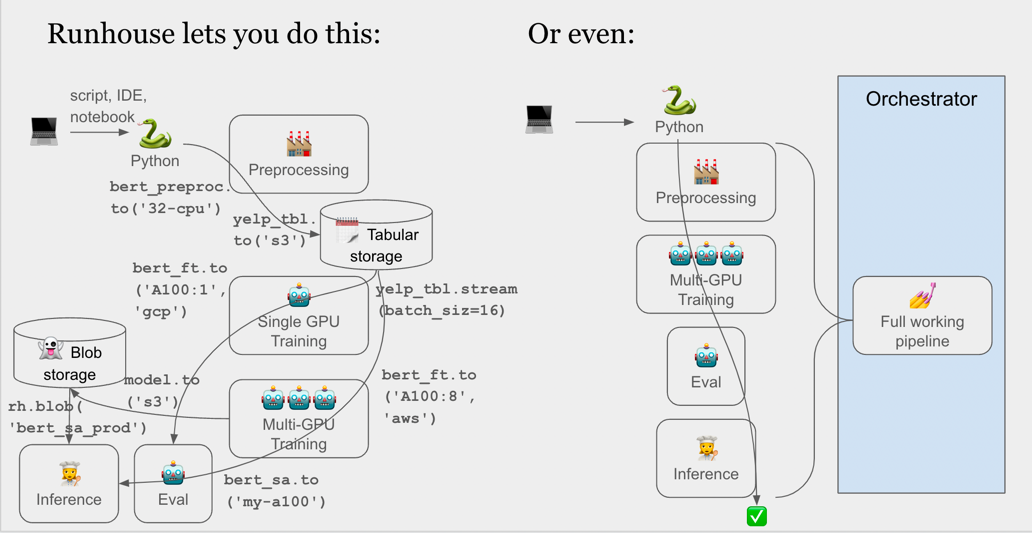 Runhouse lets you do this:
script, IDE,
notebook
Python
Preprocessing
bert_preproc.
to('32-cpu')
yelp_tbl.
to('s3')
Tabular
storage
bert_ft.to
('A100:1',
'gcp')
yelp_tbl.stream
(batch_siz=16)
Single GPU
Training
Blob
storage
model.to
('s3')
bert_ft.to
('A100:8',
'aws')
rh.blob(
'bert_sa_prod')
Multi-GPU
Training
Inference
Eval
bert_sa.to
('my-a100')
Or even:
Python
Preprocessing
Multi-GPU
Training
Eval
Inference
Orchestrator
Full working
pipeline